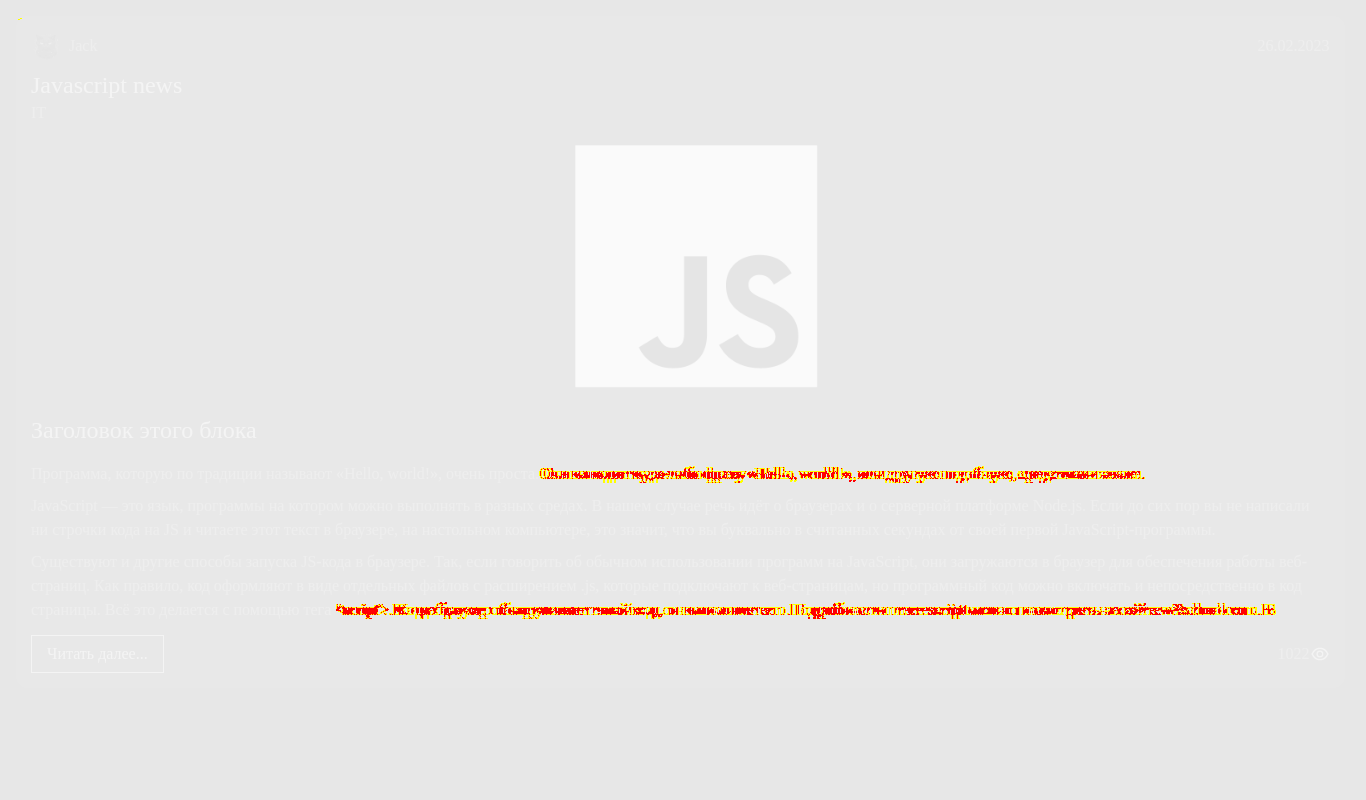 Jack
26.02.2022
Javascript news
IT
JS
Заголовок этого блока
Программа, которую по традиции называют «Hello, world!», очень проста.
JavaScript — это язык, программы на котором можно выполнять в разных средах. В нашем случае речь идёт о браузерах и о серверной платформе Node.js. Если до сих пор вы не написали
ни строчки кода на JS и читаете этот текст в браузере, на настольном компьютере, это значит, что вы буквально в считанных секундах от своей первой JavaScript-программы.
Существуют и другие способы запуска JS-кода в браузере. Так, если говорить об обычном использовании программ на JavaScript, они загружаются в браузер для обеспечения работы веб-
страниц. Как правило, код оформляют в виде отдельных файлов с расширением .js, которые подключают к веб-страницам, но программный код можно включать и непосредственно в код
страницы. Всё это делается с помощью тега
Читать далее...
1022